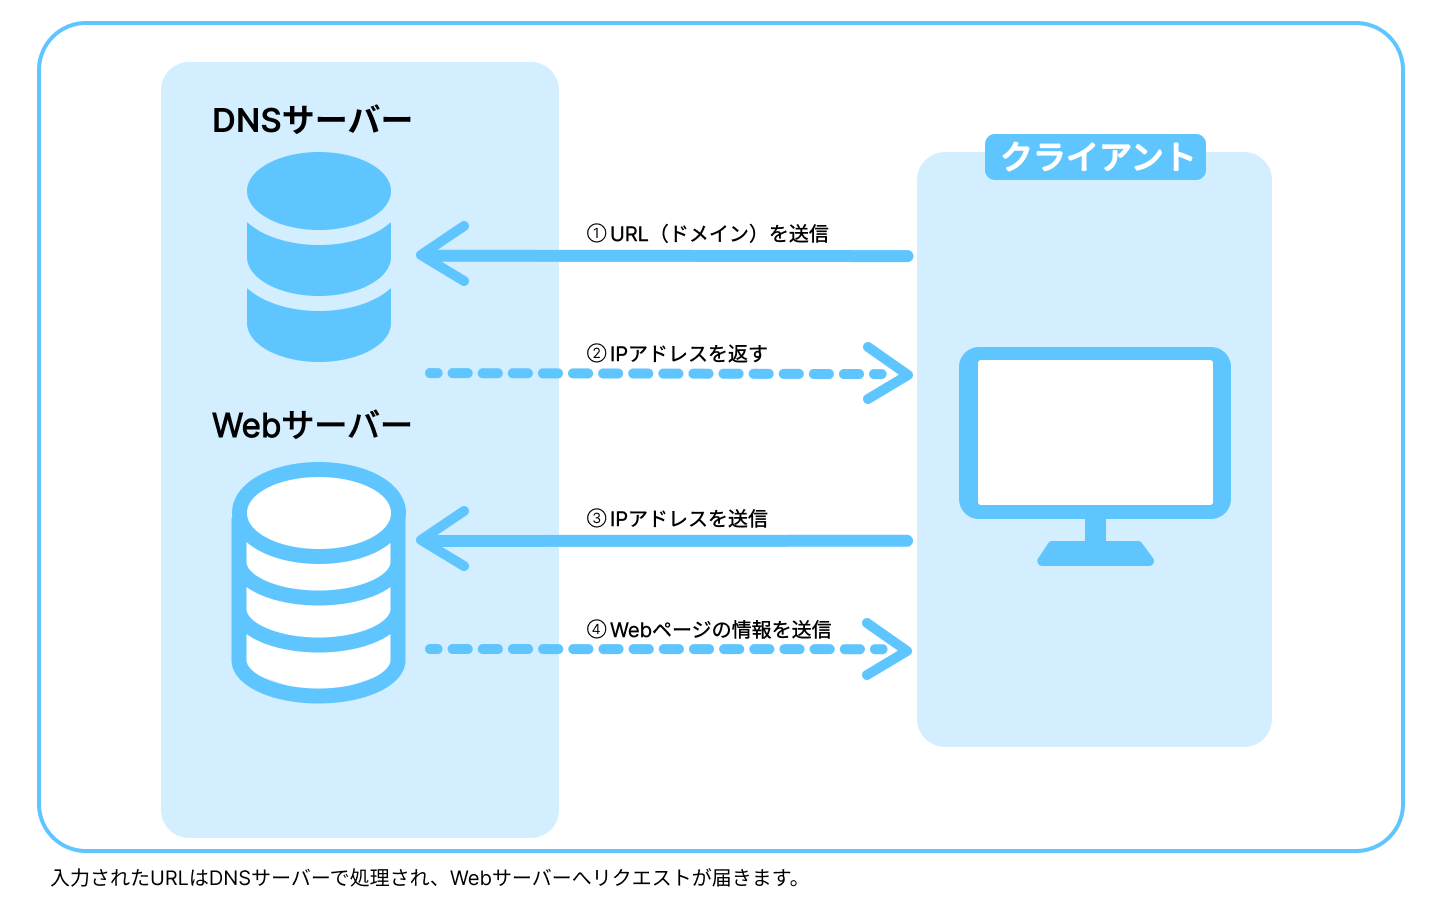 DNSサーバー
クライアント
①URL（ドメイン）を送信
②IPアドレスを返す
Webサーバー
③IPアドレスを送信
④Webページの情報を送信
入力されたURLはDNSサーバーで処理され、Webサーバーへリクエストが届きます。